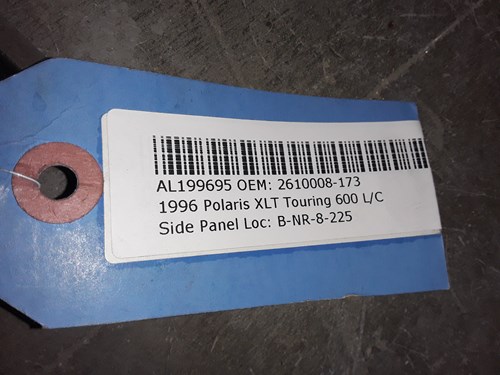 AL199695 OEM: 2610008-173
1996 Polaris XLT Touring 600 L/C
Side Panel Loc: B-NR-8-225